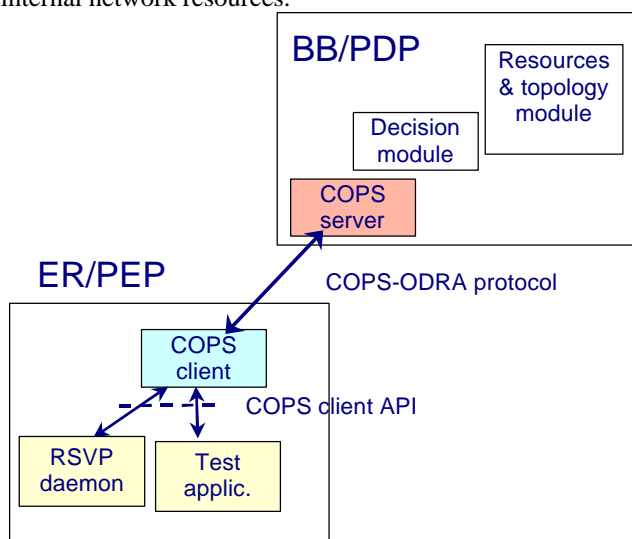 internal network resources.
BB/PDP
Resources
& topology
module
Decision
module
COPS
server
ER/PEP
COPS-ODRA protocol
COPS
client
COPS client API
RSVP
daemon
Test
applic.